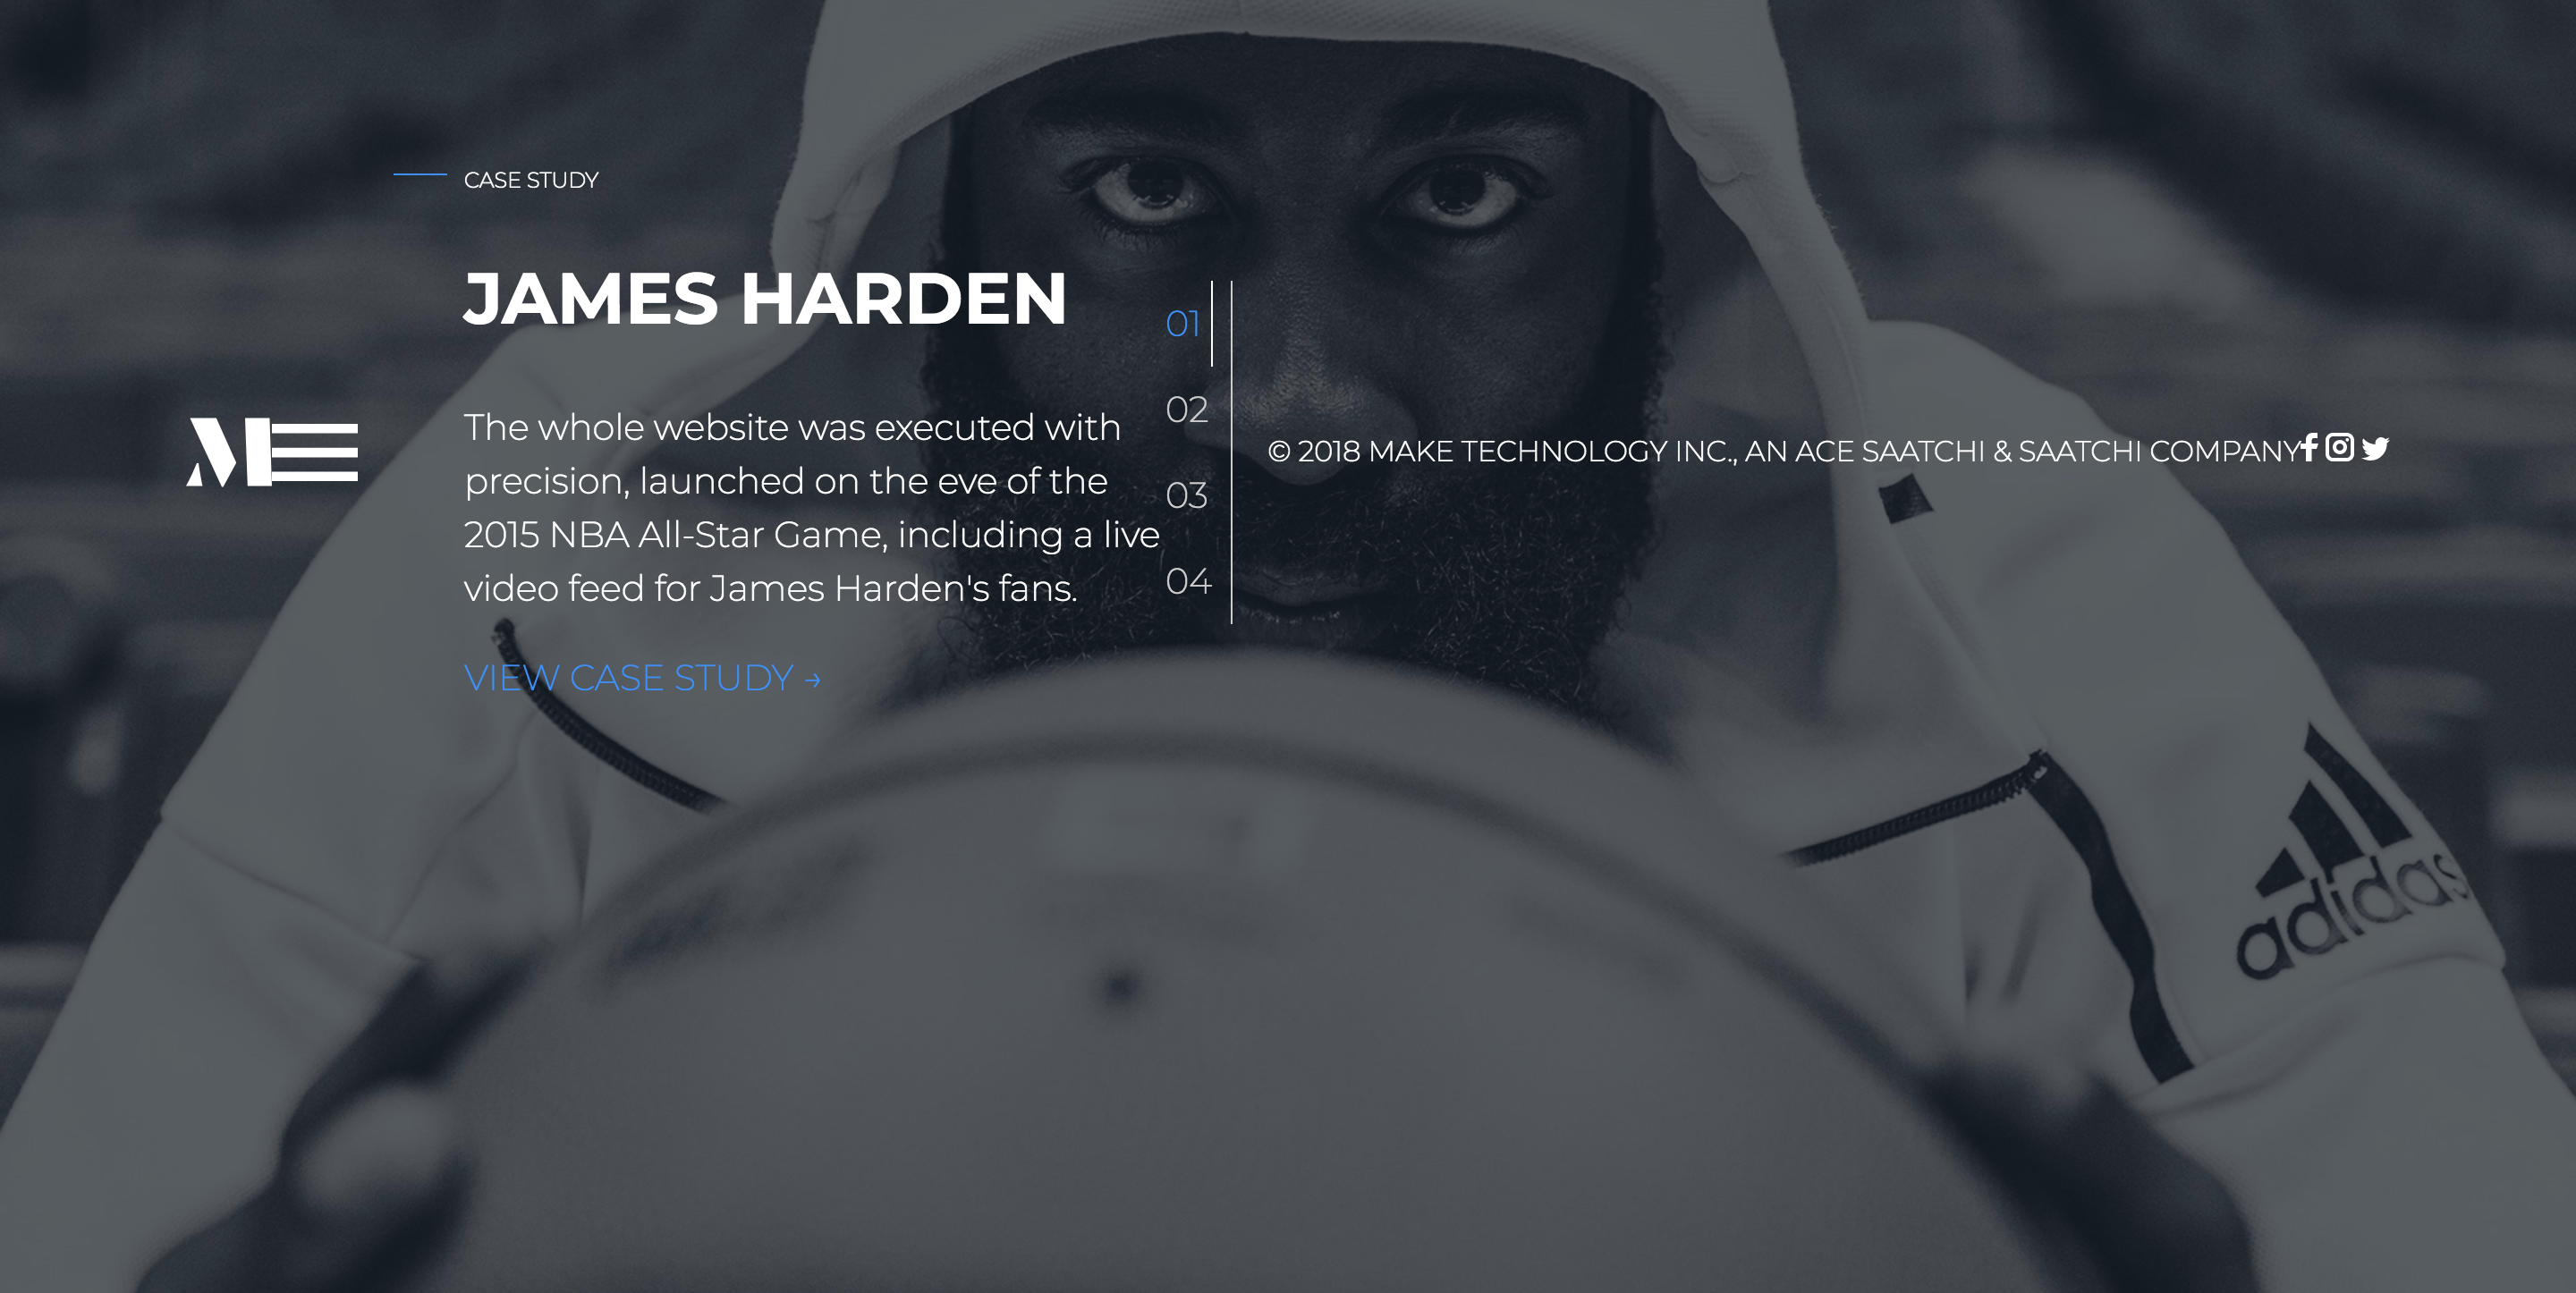 CASE STUDY
JAMES HARDEN
The whole website was executed with
precision, launched on the eve of the
2015 NBA All-Star Game, including a live
video feed for James Harden's fans.
VIEW CASE STUDY →
01
02
03
04
© 2018 MAKE TECHNOLOGY INC., AN ACE SAATCHI & SAATCHI COMPANY
adidas